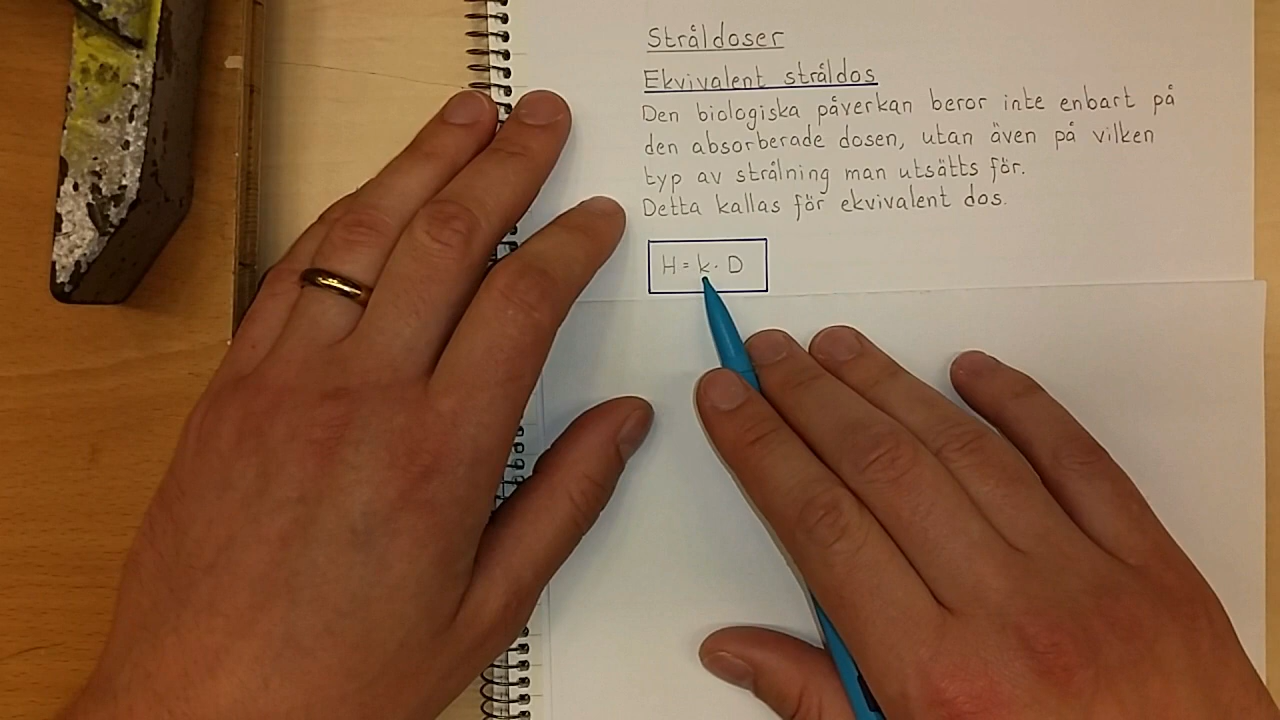 Stråldoser
Ekvivalent stråldos
Den biologiska påverkan beror inte enbart på
den absorberade dosen, utan även på vilken
typ av strålning man utsätts för.
Detta kallas för ekvivalent dos.
H = k · D